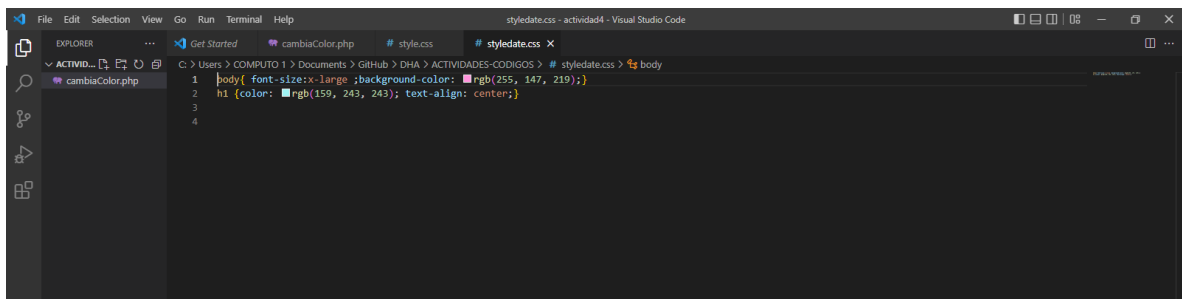 File Edit Selection View Go Run Terminal Help styledate.css - actividad4 - Visual Studio Code
EXPLORER ··· Get Started cambiaColor.php # style.css # styledate.css
ACTIVID... C: > Users > COMPUTO 1 > Documents > GitHub > DHA > ACTIVIDADES-CODIGOS > # styledate.css > body
cambiaColor.php
1 body{ font-size:x-large ;background-color: rgb(255, 147, 219);}
2 h1 {color: rgb(159, 243, 243); text-align: center;}
3
4